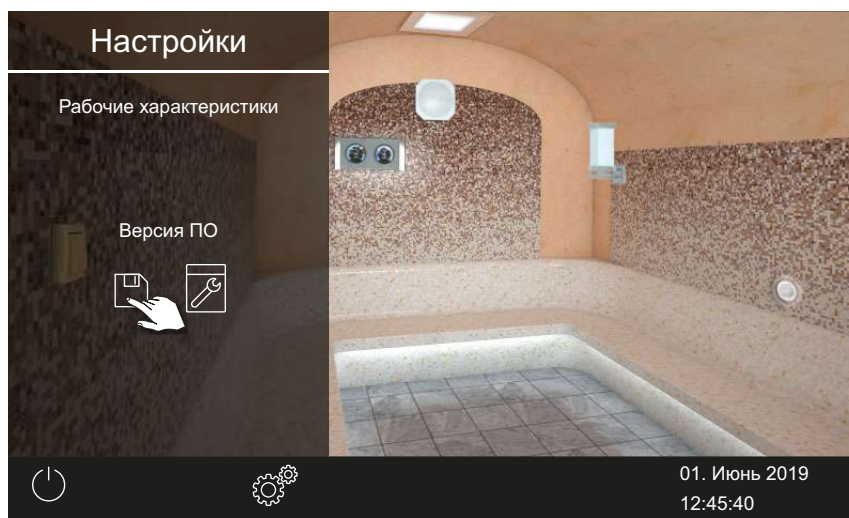 Настройки
Рабочие характеристики
Версия ПО
01. Июнь 2019
12:45:40